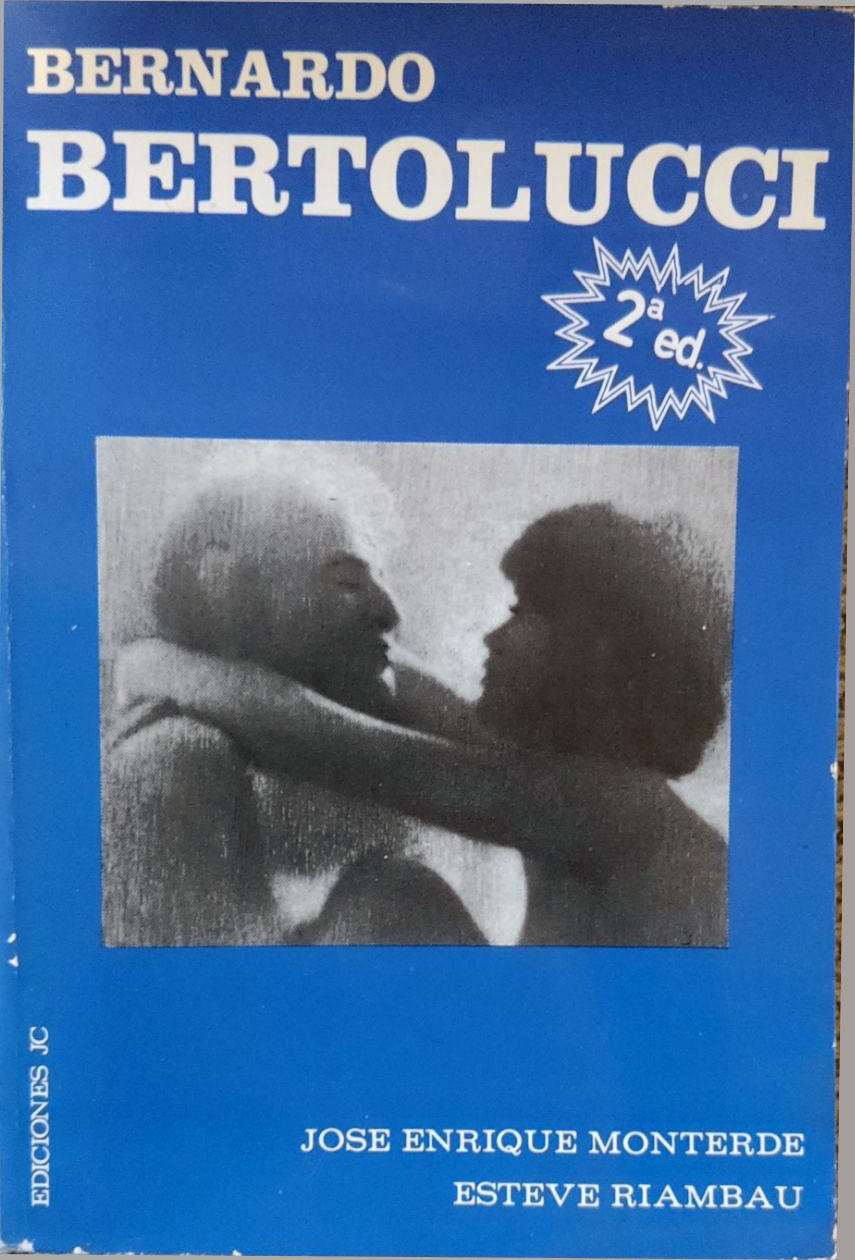 BERNARDO
BERTOLUCCI
2ª
ed.
EDICIONES JC
JOSE ENRIQUE MONTERDE
ESTEVE RIAMBAU